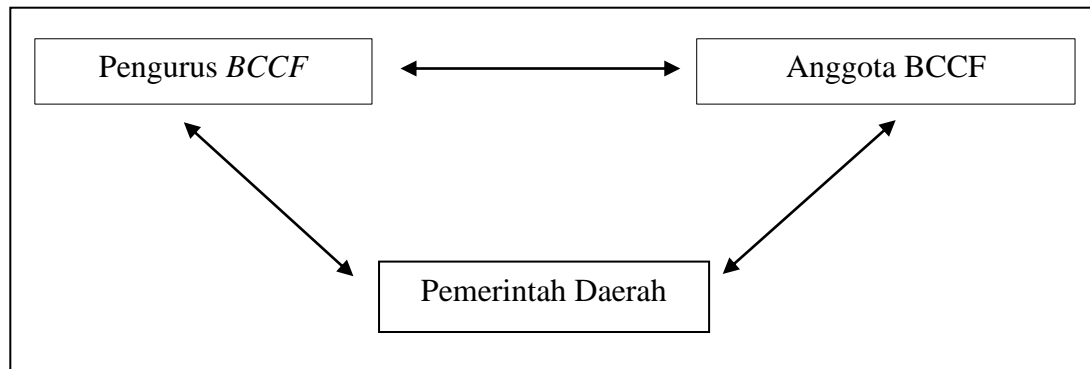 Pengurus BCCF
Anggota BCCF
Pemerintah Daerah